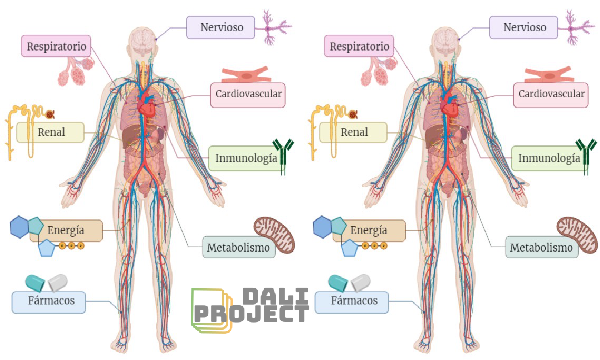 Nervioso
Respiratorio
Cardiovascular
Renal
Inmunología
Energía
Metabolismo
Fármacos
DALI
PROJECT
Nervioso
Respiratorio
Cardiovascular
Renal
Inmunología
Energía
Metabolismo
Fármacos